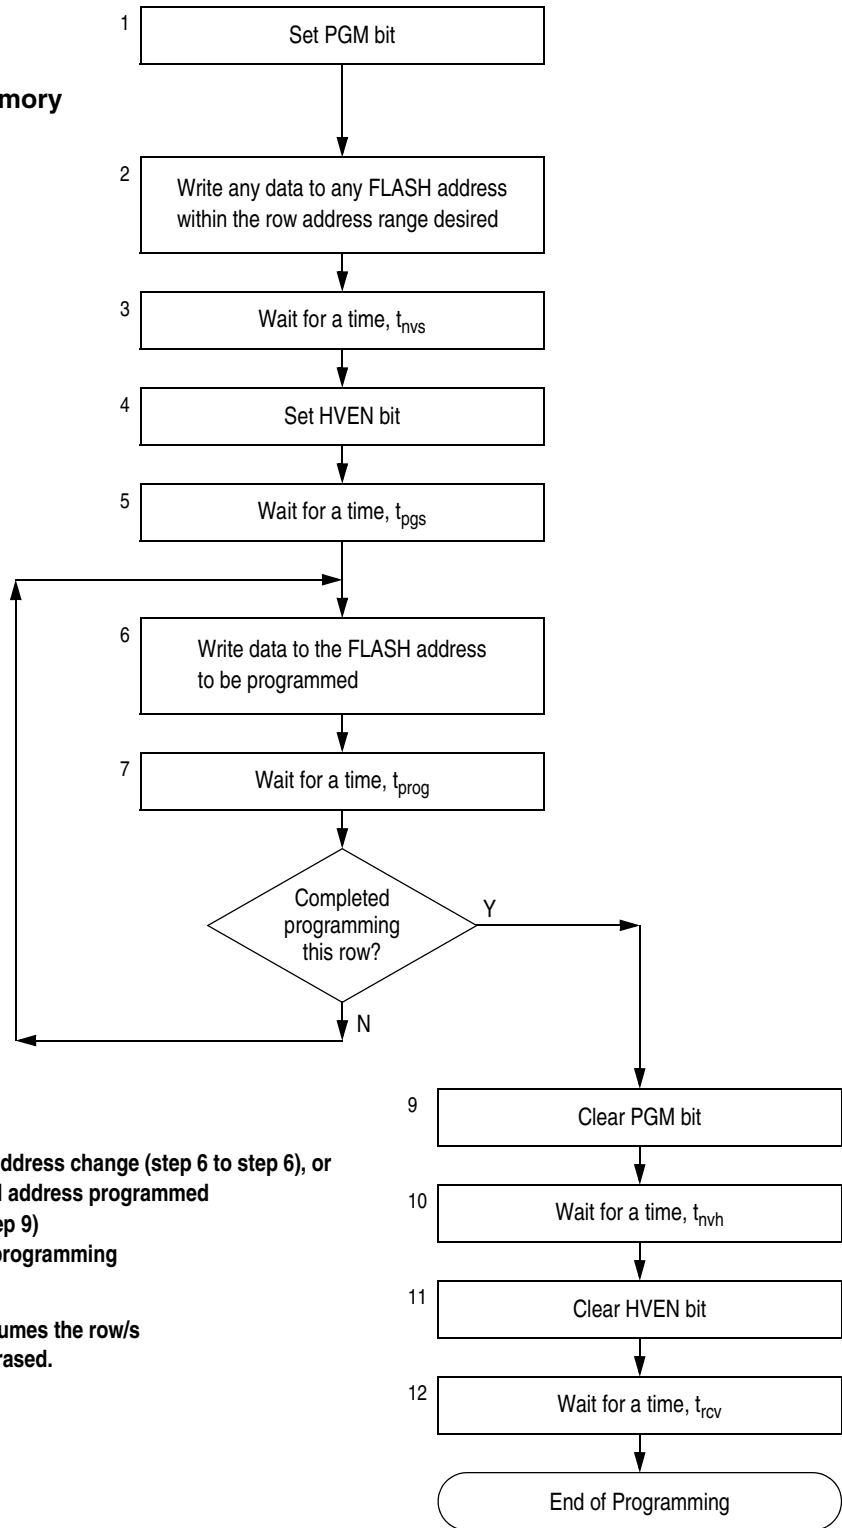 1
Set PGM bit
mory
2
Write any data to any FLASH address
within the row address range desired
3
Wait for a time, tnvs
4
Set HVEN bit
5
Wait for a time, tpgs
6
Write data to the FLASH address
to be programmed
7
Wait for a time, tprog
Completed
programming
this row?
Y
N
9
Clear PGM bit
ddress change (step 6 to step 6), or
address programmed
ep 9)
programming
10
Wait for a time, tnvh
11
Clear HVEN bit
umes the row/s
rased.
12
Wait for a time, trcv
End of Programming